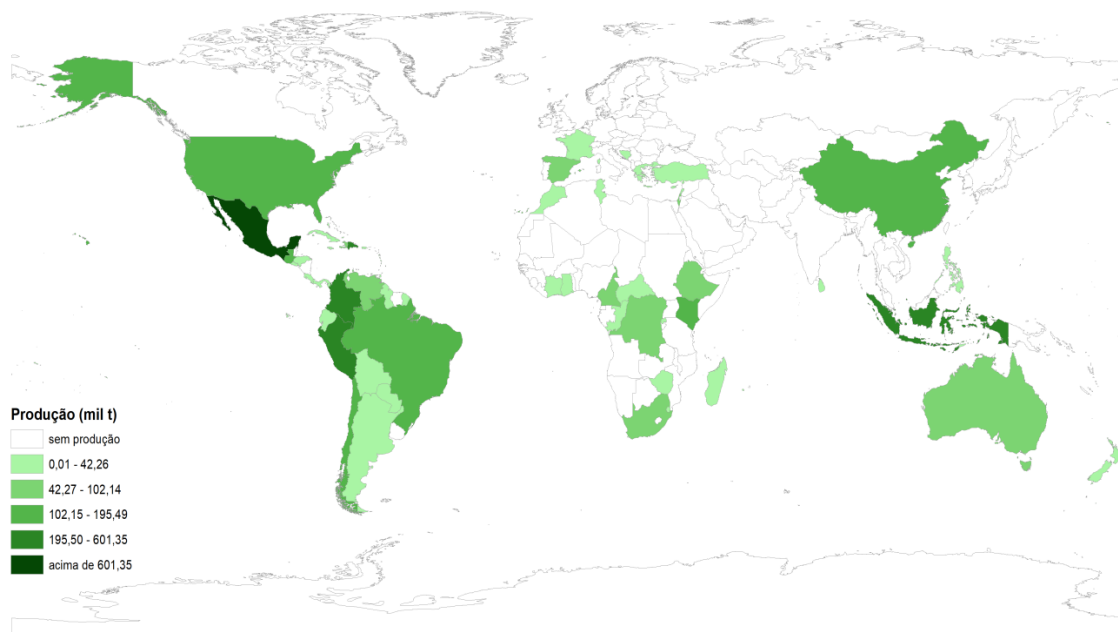 Produção (mil t)
sem produção
0,01 - 42,26
42,27 - 102,14
102,15 - 195,49
195,50 - 601,35
acima de 601,35